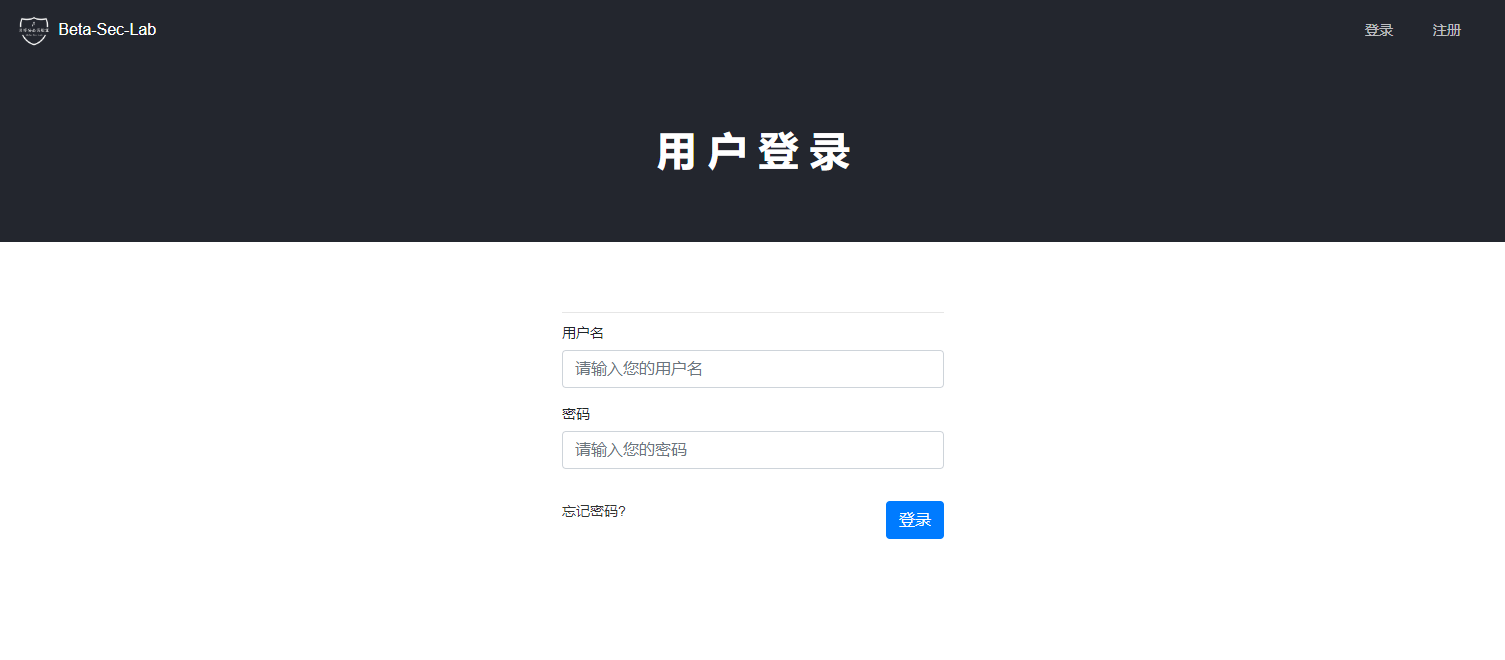 Beta-Sec-Lab
登录
注册
用户登录
用户名
请输入您的用户名
密码
请输入您的密码
忘记密码?
登录